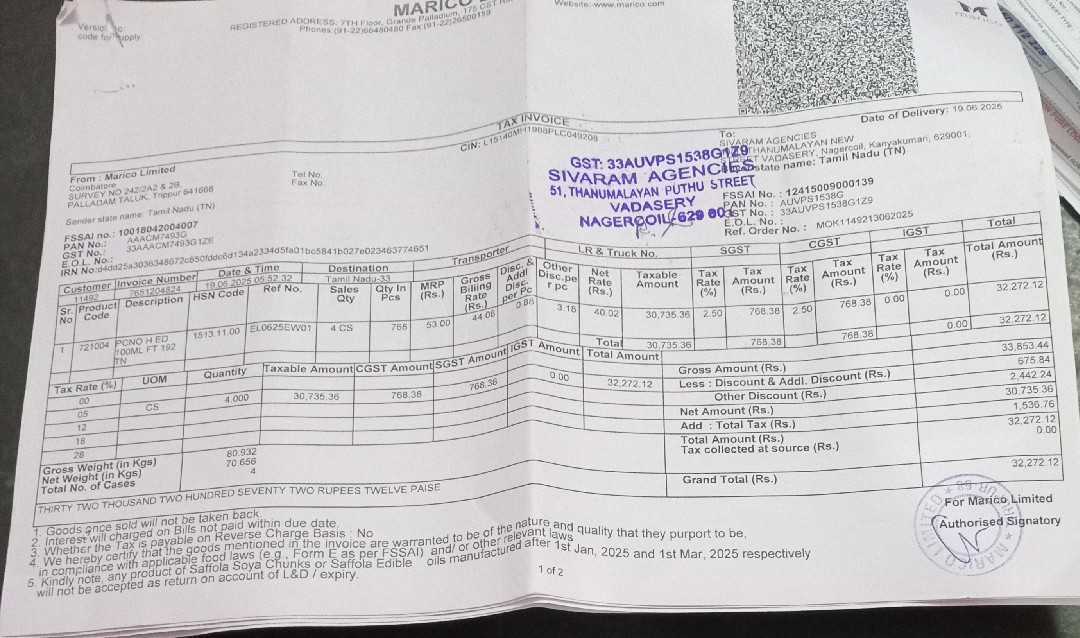 MARICO
REGISTERED ADDRESS: 7TH Floor, Grande Palladium, 175 CST
Phones:(91-22)66480480 Fax:(91-22)26500159
Website:-www.marico.com
code for supply
TAX INVOICE
CIN: L15140MH1988PLC049208
Date of Delivery: 19.06.2025
From : Marico Limited
Coimbatore
SURVEY NO 242/2A2 & 2B,
PALLADAM TALUK, Trippur 641666
Sender state name: Tamil Nadu (TN)
Tel No.
Fax No.
FSSAI no.: 10018042004007
PAN No.: AAACM7493G
GST No.: 33AAACM7493G1ZE
E.O.L. No.:
GST: 33AUVPS1538G1Z9
SIVARAM AGENCIES
51, THANUMALAYAN PUTHU STREET
VADASERY
NAGERCOIL-629 001
To:
SIVARAM AGENCIES
THANUMALAYAN NEW
STREET VADASERY, Nagercoil, Kanyakumari, 629001,
state name: Tamil Nadu (TN)
FSSAI No. : 12415009000139
PAN No. : AUVPS1538G
GST No. : 33AUVPS1538G1Z9
E.O.L. No. :
Ref. Order No. : MOK1149213062025
Customer Invoice Number Date & Time Destination Transporter LR & Truck No. SGST CGST IGST Total
11492 7651204824 19.06.2025 05:52:32 Tamil Nadu-33
Sr. No Product Code Description HSN Code Ref No. Sales Qty Qty In Pcs MRP (Rs.) Gross Billing Rate (Rs.) Disc. & Addl Disc. per Pc Other Disc.per pc Net Rate (Rs.) Taxable Amount Tax Rate (%) Tax Amount (Rs.) Tax Rate (%) Tax Amount (Rs.) Tax Rate (%) Tax Amount (Rs.) Total Amount (Rs.)
1 721004 PCNO H ED 100ML FT 192 TN 1513.11.00 EL0625EW01 4 CS 768 53.00 44.08 0.88 3.18 40.02 30,735.36 2.50 768.38 2.50 768.38 0.00 0.00 32,272.12
Total 30,735.36 768.38 768.38 0.00 32,272.12
Tax Rate (%) UOM Quantity Taxable Amount CGST Amount SGST Amount IGST Amount Total Amount
00
05 CS 4.000 30,735.36 768.38 768.38 0.00 32,272.12
12
18
28
Gross Amount (Rs.) 33,853.44
Less : Discount & Addl. Discount (Rs.) 675.84
Other Discount (Rs.) 2,442.24
Net Amount (Rs.) 30,735.36
Add : Total Tax (Rs.) 1,536.76
Total Amount (Rs.) 32,272.12
Tax collected at source (Rs.) 0.00
Grand Total (Rs.) 32,272.12
Gross Weight (in Kgs) 80.932
Net Weight (in Kgs) 70.656
Total No. of Cases 4
THIRTY TWO THOUSAND TWO HUNDRED SEVENTY TWO RUPEES TWELVE PAISE
1. Goods once sold will not be taken back.
2. Interest will charged on Bills not paid within due date.
3. Whether the Tax is payable on Reverse Charge Basis : No
4. We hereby certify that the goods mentioned in the invoice are warranted to be of the nature and quality that they purport to be,
in compliance with applicable food laws (e.g., Form E as per FSSAI) and/ or other relevant laws
5. Kindly note, any product of Saffola Soya Chunks or Saffola Edible oils manufactured after 1st Jan, 2025 and 1st Mar, 2025 respectively
will not be accepted as return on account of L&D / expiry.
For Marico Limited
Authorised Signatory
MARICO LIMITED
1 of 2